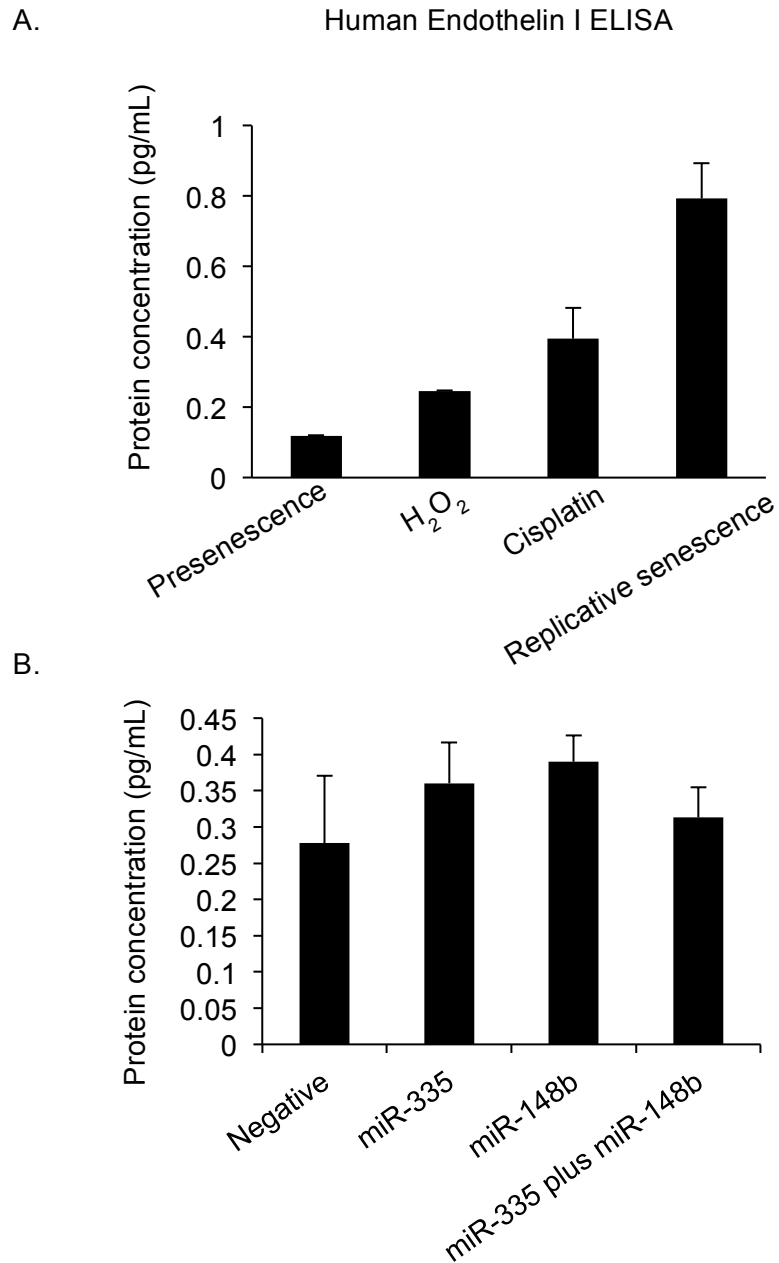 A.
Human Endothelin I ELISA
Protein concentration (pg/mL)
1
0.8
0.6
0.4
0.2
0
Presenescence
H₂O₂
Cisplatin
Replicative senescence
B.
Protein concentration (pg/mL)
0.45
0.4
0.35
0.3
0.25
0.2
0.15
0.1
0.05
0
Negative
miR-335
miR-148b
miR-335 plus miR-148b